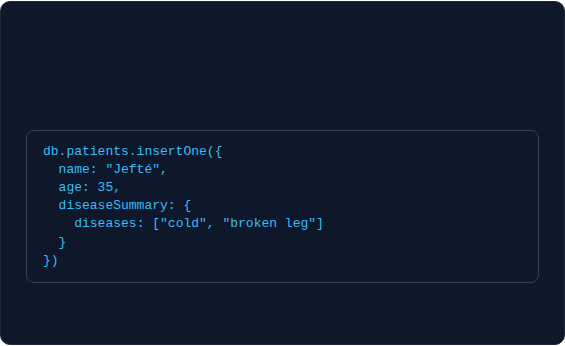 db.patients.insertOne({
  name: "Jefté",
  age: 35,
  diseaseSummary: {
    diseases: ["cold", "broken leg"]
  }
})